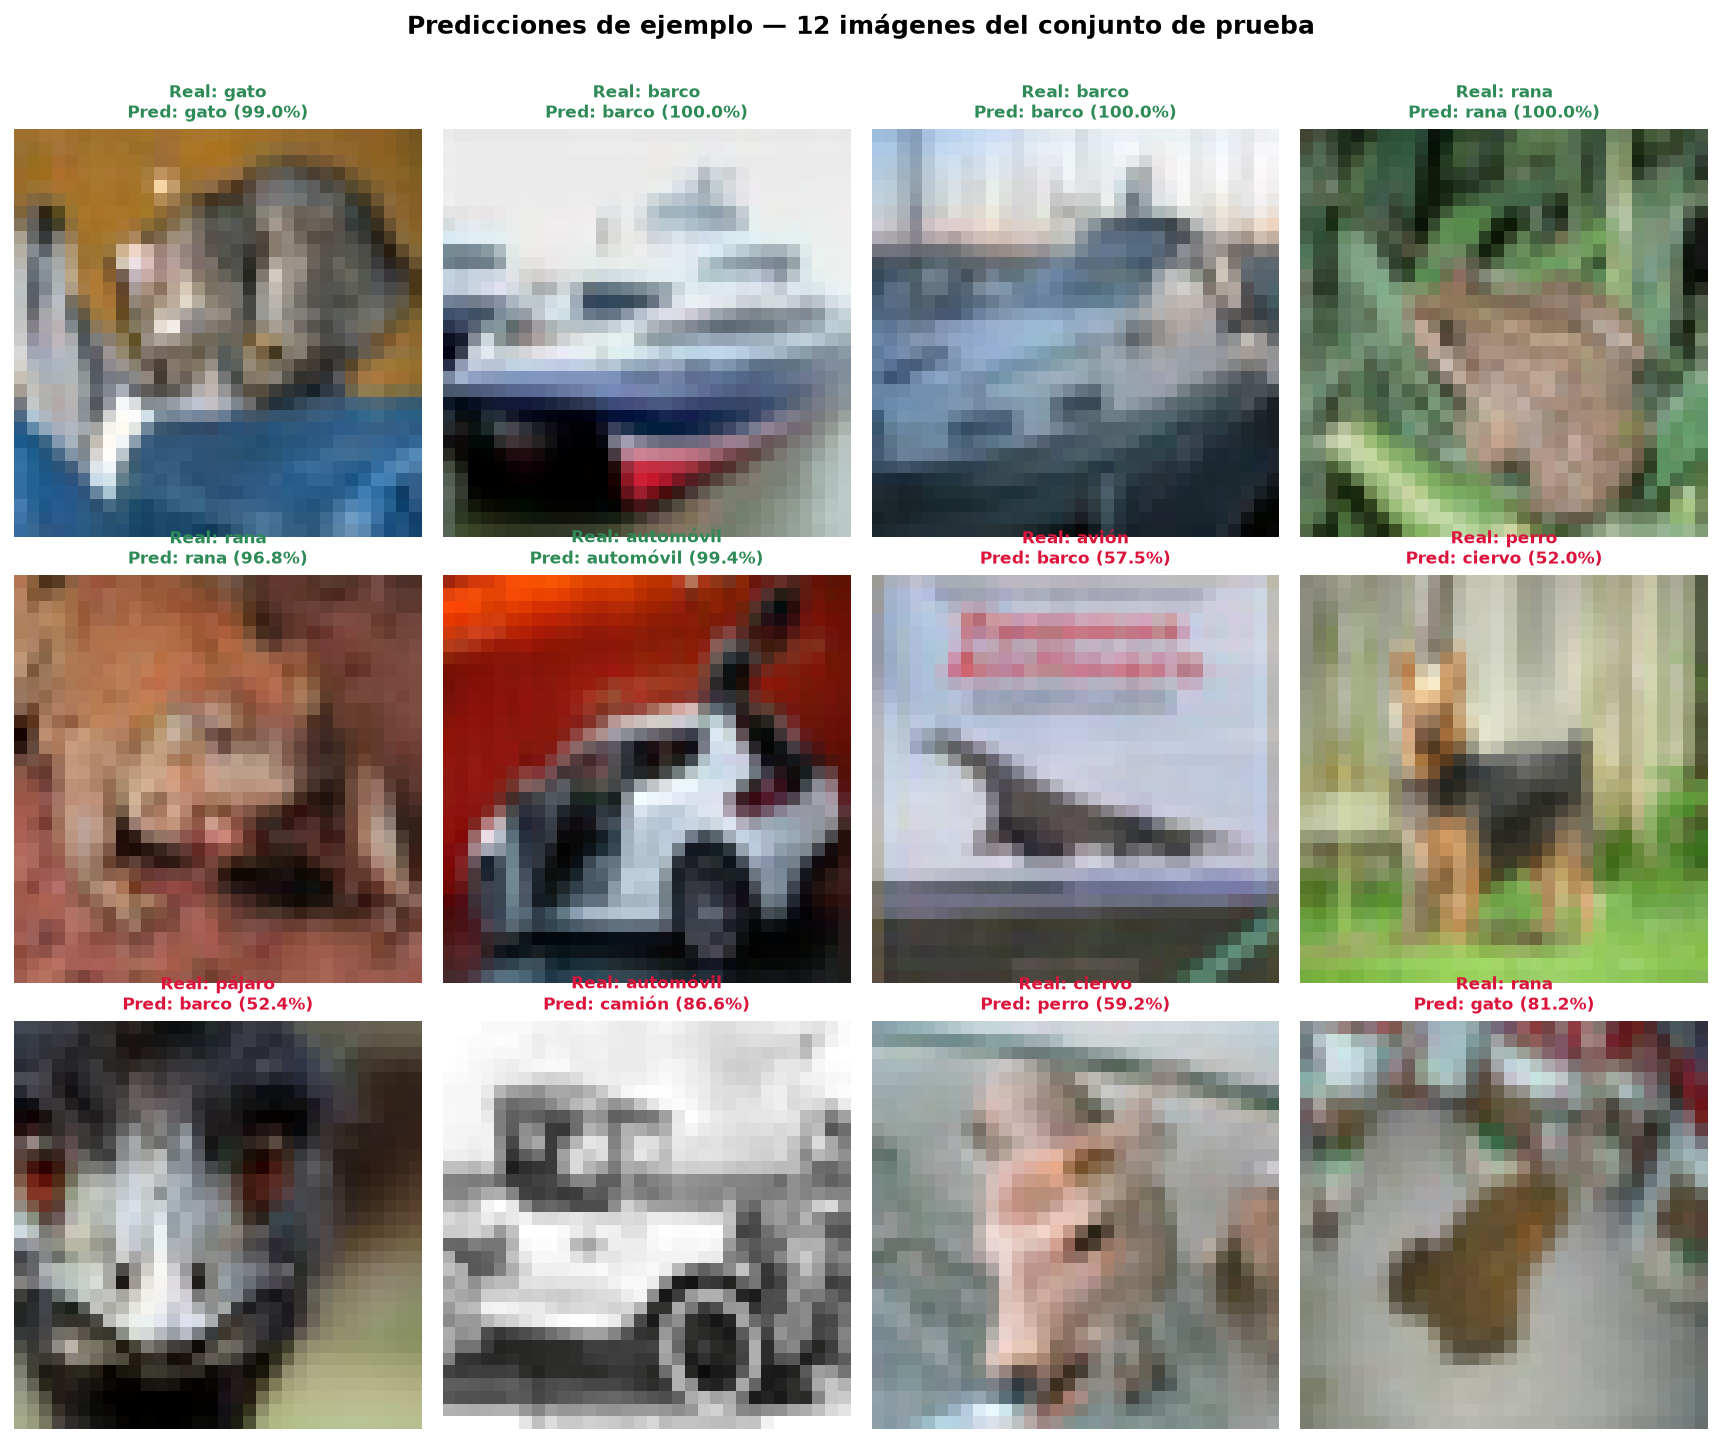 Predicciones de ejemplo — 12 imágenes del conjunto de prueba
Real: gato
Pred: gato (99.0%)
Real: barco
Pred: barco (100.0%)
Real: barco
Pred: barco (100.0%)
Real: rana
Pred: rana (100.0%)
Real: rana
Pred: rana (96.8%)
Real: automóvil
Pred: automóvil (99.4%)
Real: avión
Pred: barco (57.5%)
Real: perro
Pred: ciervo (52.0%)
Real: pájaro
Pred: barco (52.4%)
Real: automóvil
Pred: camión (86.6%)
Real: ciervo
Pred: perro (59.2%)
Real: rana
Pred: gato (81.2%)